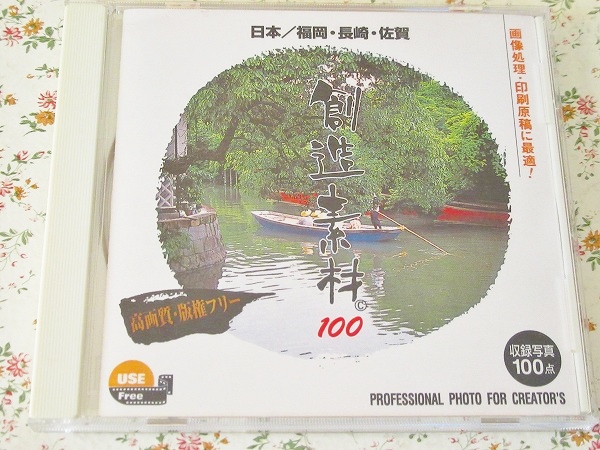 日本／福岡・長崎・佐賀
画像処理・印刷原稿に最適！
創造素材
©
100
高画質・版権フリー
USE
Free
収録写真
100点
PROFESSIONAL PHOTO FOR CREATOR'S